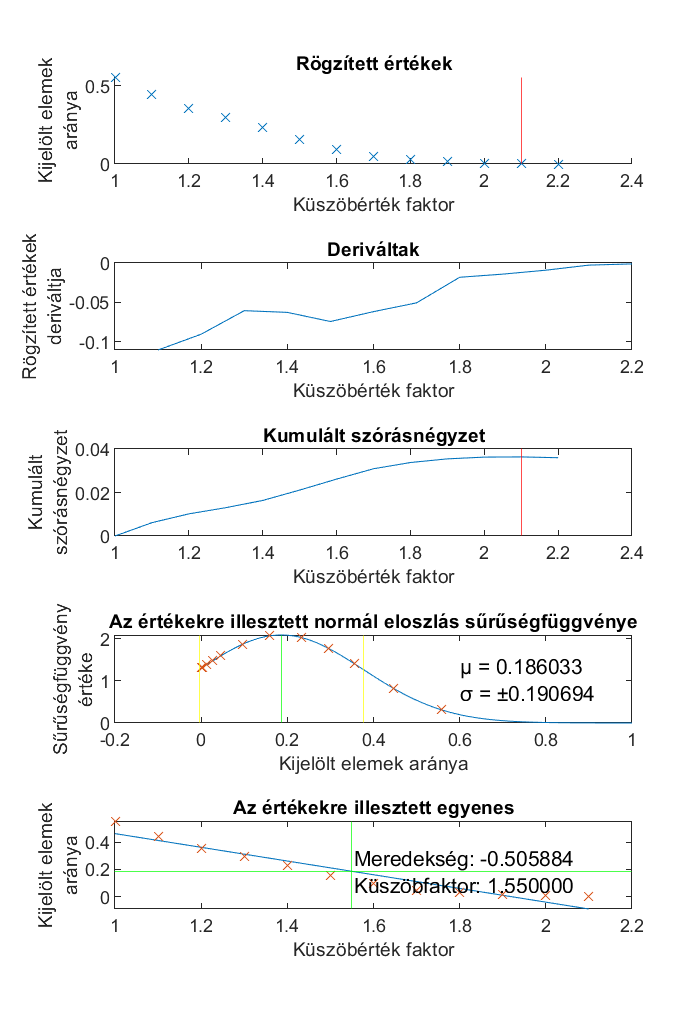 Rögzített értékek
Kijelölt elemek
aránya
0.5
0
1
1.2
1.4
1.6
1.8
2
2.2
2.4
Küszöbérték faktor
Deriváltak
Rögzített értékek
deriváltja
0
-0.05
-0.1
1
1.2
1.4
1.6
1.8
2
2.2
Küszöbérték faktor
Kumulált szórásnégyzet
Kumulált
szórásnégyzet
0.04
0.02
0
1
1.2
1.4
1.6
1.8
2
2.2
2.4
Küszöbérték faktor
Az értékekre illesztett normál eloszlás sűrűségfüggvénye
Sűrűségfüggvény
értéke
2
1
0
μ = 0.186033
σ = ±0.190694
-0.2
0
0.2
0.4
0.6
0.8
1
Kijelölt elemek aránya
Az értékekre illesztett egyenes
Kijelölt elemek
aránya
0.4
0.2
0
Meredekség: -0.505884
Küszöbfaktor: 1.550000
1
1.2
1.4
1.6
1.8
2
2.2
Küszöbérték faktor